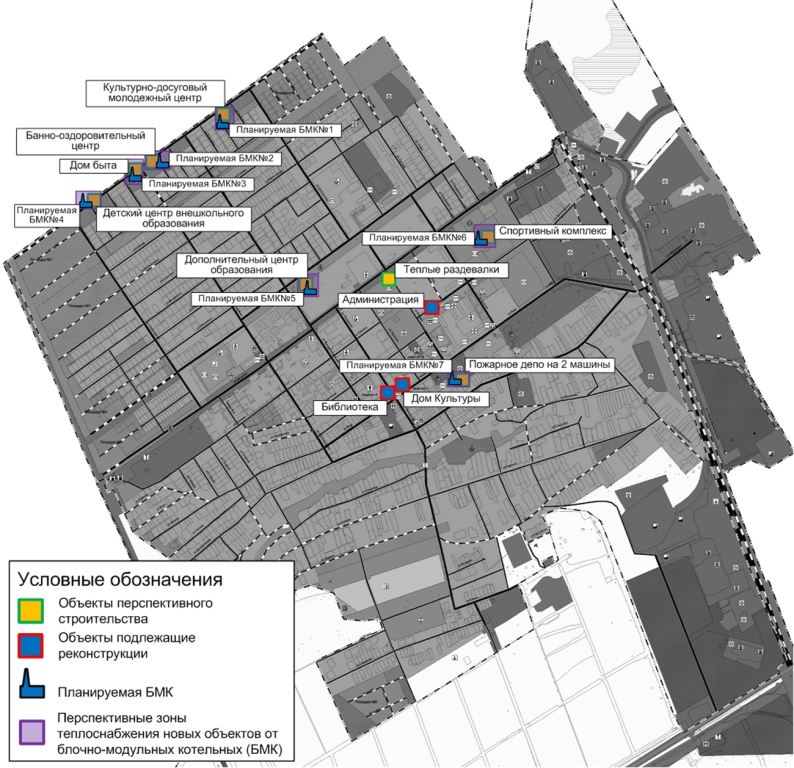 Культурно-досуговый
молодежный центр
Планируемая БМК№1
Банно-оздоровительный
центр
Планируемая БМК№2
Дом быта
Планируемая БМК№3
Планируемая
БМК№4
Детский центр внешкольного
образования
Планируемая БМК№6
Спортивный комплекс
Дополнительный центр
образования
Теплые раздевалки
Планируемая БМК№5
Администрация
Планируемая БМК№7
Пожарное депо на 2 машины
Дом Культуры
Библиотека
Условные обозначения
Объекты перспективного
строительства
Объекты подлежащие
реконструкции
Планируемая БМК
Перспективные зоны
теплоснабжения новых объектов от
блочно-модульных котельных (БМК)